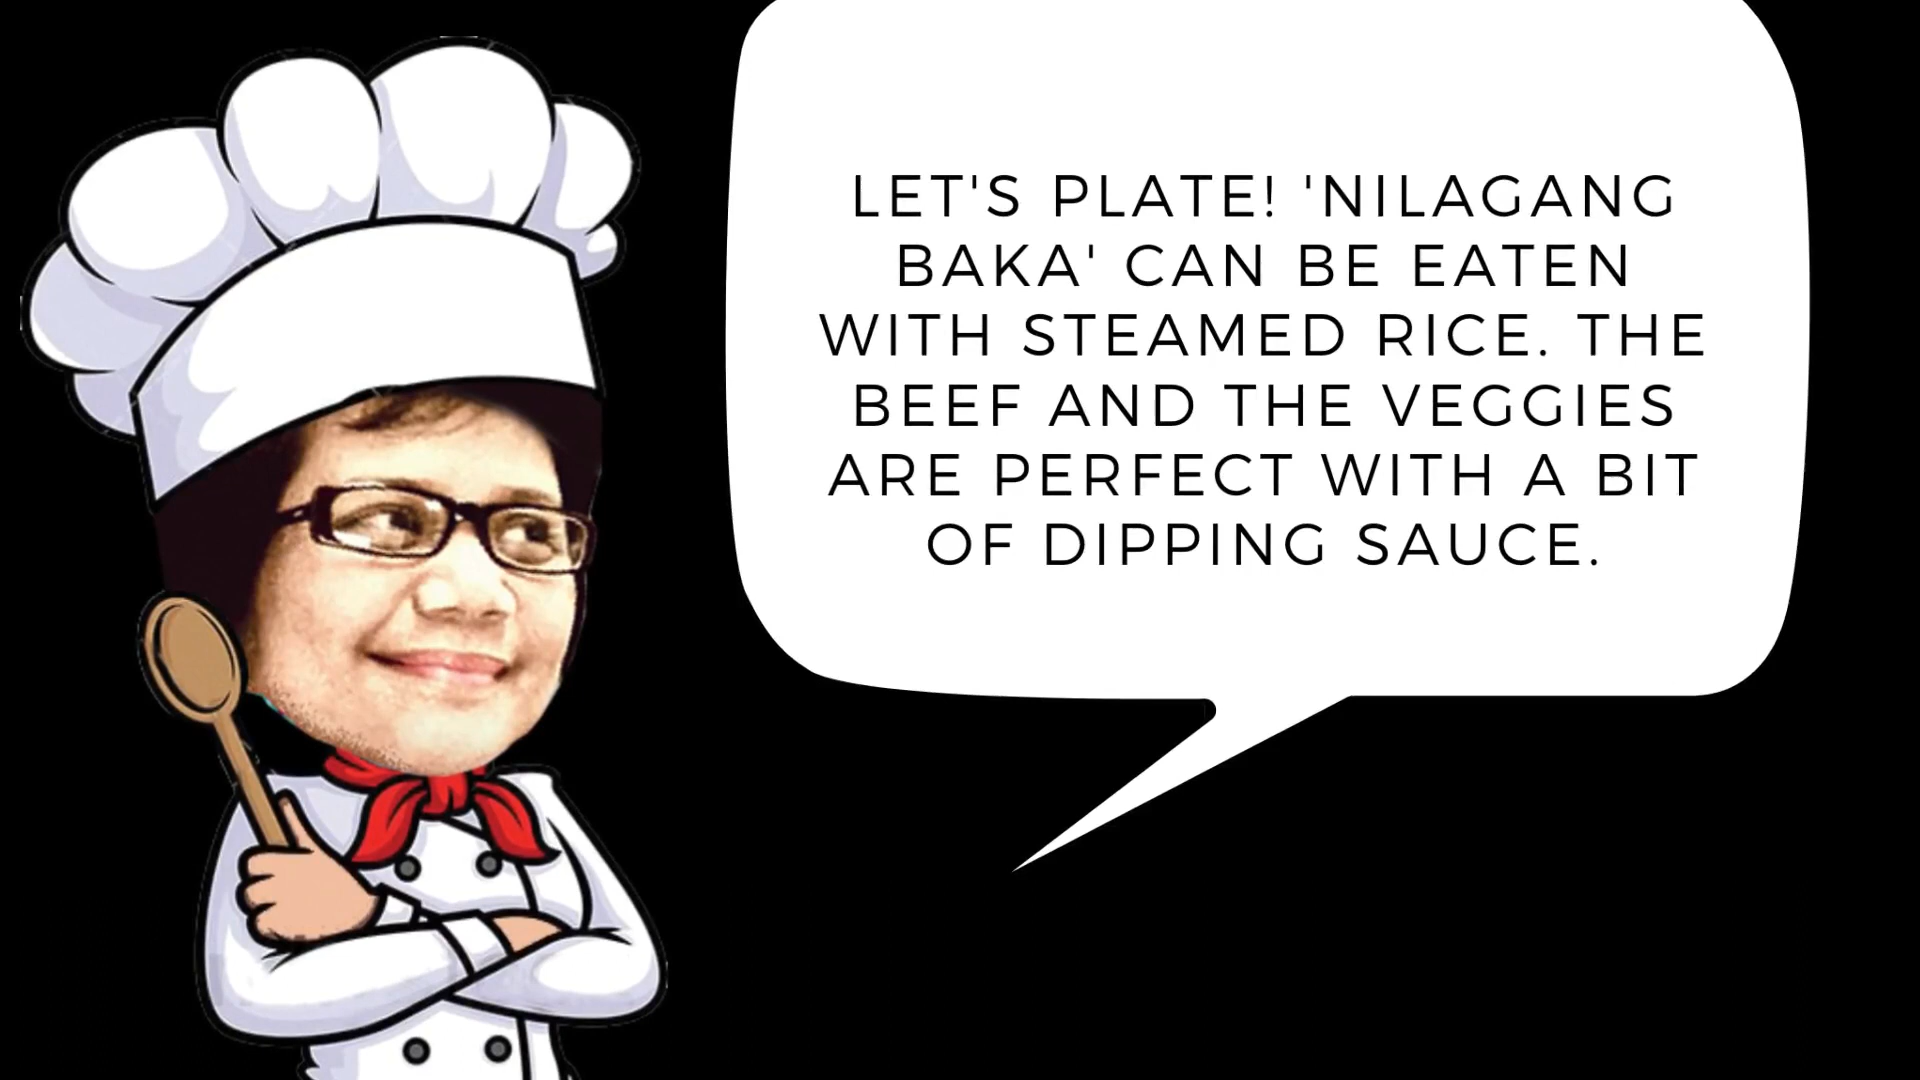 LET'S PLATE! 'NILAGANG
BAKA' CAN BE EATEN
WITH STEAMED RICE. THE
BEEF AND THE VEGGIES
ARE PERFECT WITH A BIT
OF DIPPING SAUCE.